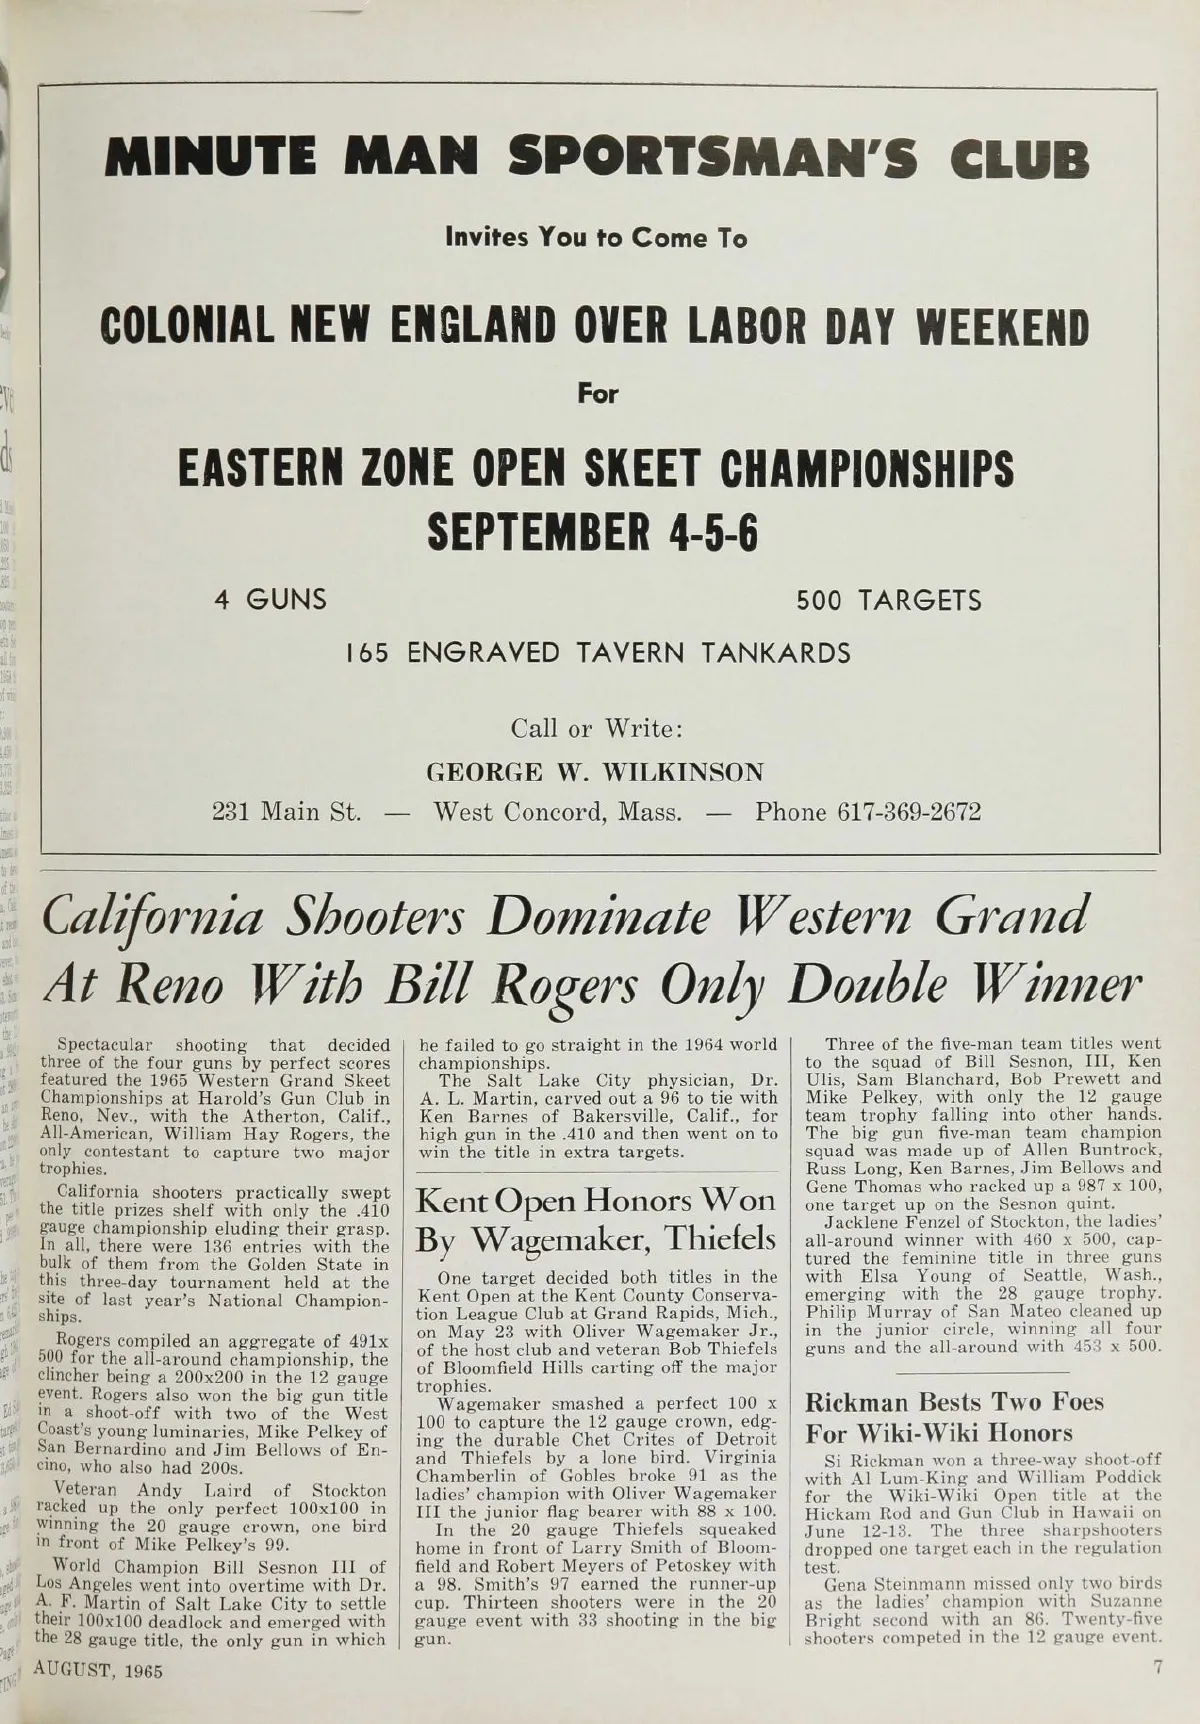 MINUTE MAN SPORTSMAN'S CLUB
Invites You to Come To
COLONIAL NEW ENGLAND OVER LABOR DAY WEEKEND
For
EASTERN ZONE OPEN SKEET CHAMPIONSHIPS
SEPTEMBER 4-5-6
4 GUNS 500 TARGETS
165 ENGRAVED TAVERN TANKARDS
Call or Write:
GEORGE W. WILKINSON
231 Main St. — West Concord, Mass. — Phone 617-369-2672
California Shooters Dominate Western Grand
At Reno With Bill Rogers Only Double Winner
Spectacular shooting that decided
three of the four guns by perfect scores
featured the 1965 Western Grand Skeet
Championships at Harold's Gun Club in
Reno, Nev., with the Atherton, Calif.,
All-American, William Hay Rogers, the
only contestant to capture two major
trophies.
California shooters practically swept
the title prizes shelf with only the .410
gauge championship eluding their grasp.
In all, there were 136 entries with the
bulk of them from the Golden State in
this three-day tournament held at the
site of last year's National Champion-
ships.
Rogers compiled an aggregate of 491x
500 for the all-around championship, the
clincher being a 200x200 in the 12 gauge
event. Rogers also won the big gun title
in a shoot-off with two of the West
Coast's young luminaries, Mike Pelkey of
San Bernardino and Jim Bellows of En-
cino, who also had 200s.
Veteran Andy Laird of Stockton
racked up the only perfect 100x100 in
winning the 20 gauge crown, one bird
in front of Mike Pelkey's 99.
World Champion Bill Sesnon III of
Los Angeles went into overtime with Dr.
A. F. Martin of Salt Lake City to settle
their 100x100 deadlock and emerged with
the 28 gauge title, the only gun in which
he failed to go straight in the 1964 world
championships.
The Salt Lake City physician, Dr.
A. L. Martin, carved out a 96 to tie with
Ken Barnes of Bakersville, Calif., for
high gun in the .410 and then went on to
win the title in extra targets.
Kent Open Honors Won
By Wagemaker, Thiefels
One target decided both titles in the
Kent Open at the Kent County Conserva-
tion League Club at Grand Rapids, Mich.,
on May 23 with Oliver Wagemaker Jr.,
of the host club and veteran Bob Thiefels
of Bloomfield Hills carting off the major
trophies.
Wagemaker smashed a perfect 100 x
100 to capture the 12 gauge crown, edg-
ing the durable Chet Crites of Detroit
and Thiefels by a lone bird. Virginia
Chamberlin of Gobles broke 91 as the
ladies' champion with Oliver Wagemaker
III the junior flag bearer with 88 x 100.
In the 20 gauge Thiefels squeaked
home in front of Larry Smith of Bloom-
field and Robert Meyers of Petoskey with
a 98. Smith's 97 earned the runner-up
cup. Thirteen shooters were in the 20
gauge event with 33 shooting in the big
gun.
Three of the five-man team titles went
to the squad of Bill Sesnon, III, Ken
Ulis, Sam Blanchard, Bob Prewett and
Mike Pelkey, with only the 12 gauge
team trophy falling into other hands.
The big gun five-man team champion
squad was made up of Allen Buntrock,
Russ Long, Ken Barnes, Jim Bellows and
Gene Thomas who racked up a 987 x 100,
one target up on the Sesnon quint.
Jacklene Fenzel of Stockton, the ladies'
all-around winner with 460 x 500, cap-
tured the feminine title in three guns
with Elsa Young of Seattle, Wash.,
emerging with the 28 gauge trophy.
Philip Murray of San Mateo cleaned up
in the junior circle, winning all four
guns and the all-around with 453 x 500.
Rickman Bests Two Foes
For Wiki-Wiki Honors
Si Rickman won a three-way shoot-off
with Al Lum-King and William Poddick
for the Wiki-Wiki Open title at the
Hickam Rod and Gun Club in Hawaii on
June 12-13. The three sharpshooters
dropped one target each in the regulation
test.
Gena Steinmann missed only two birds
as the ladies' champion with Suzanne
Bright second with an 86. Twenty-five
shooters competed in the 12 gauge event.
AUGUST, 1965 7